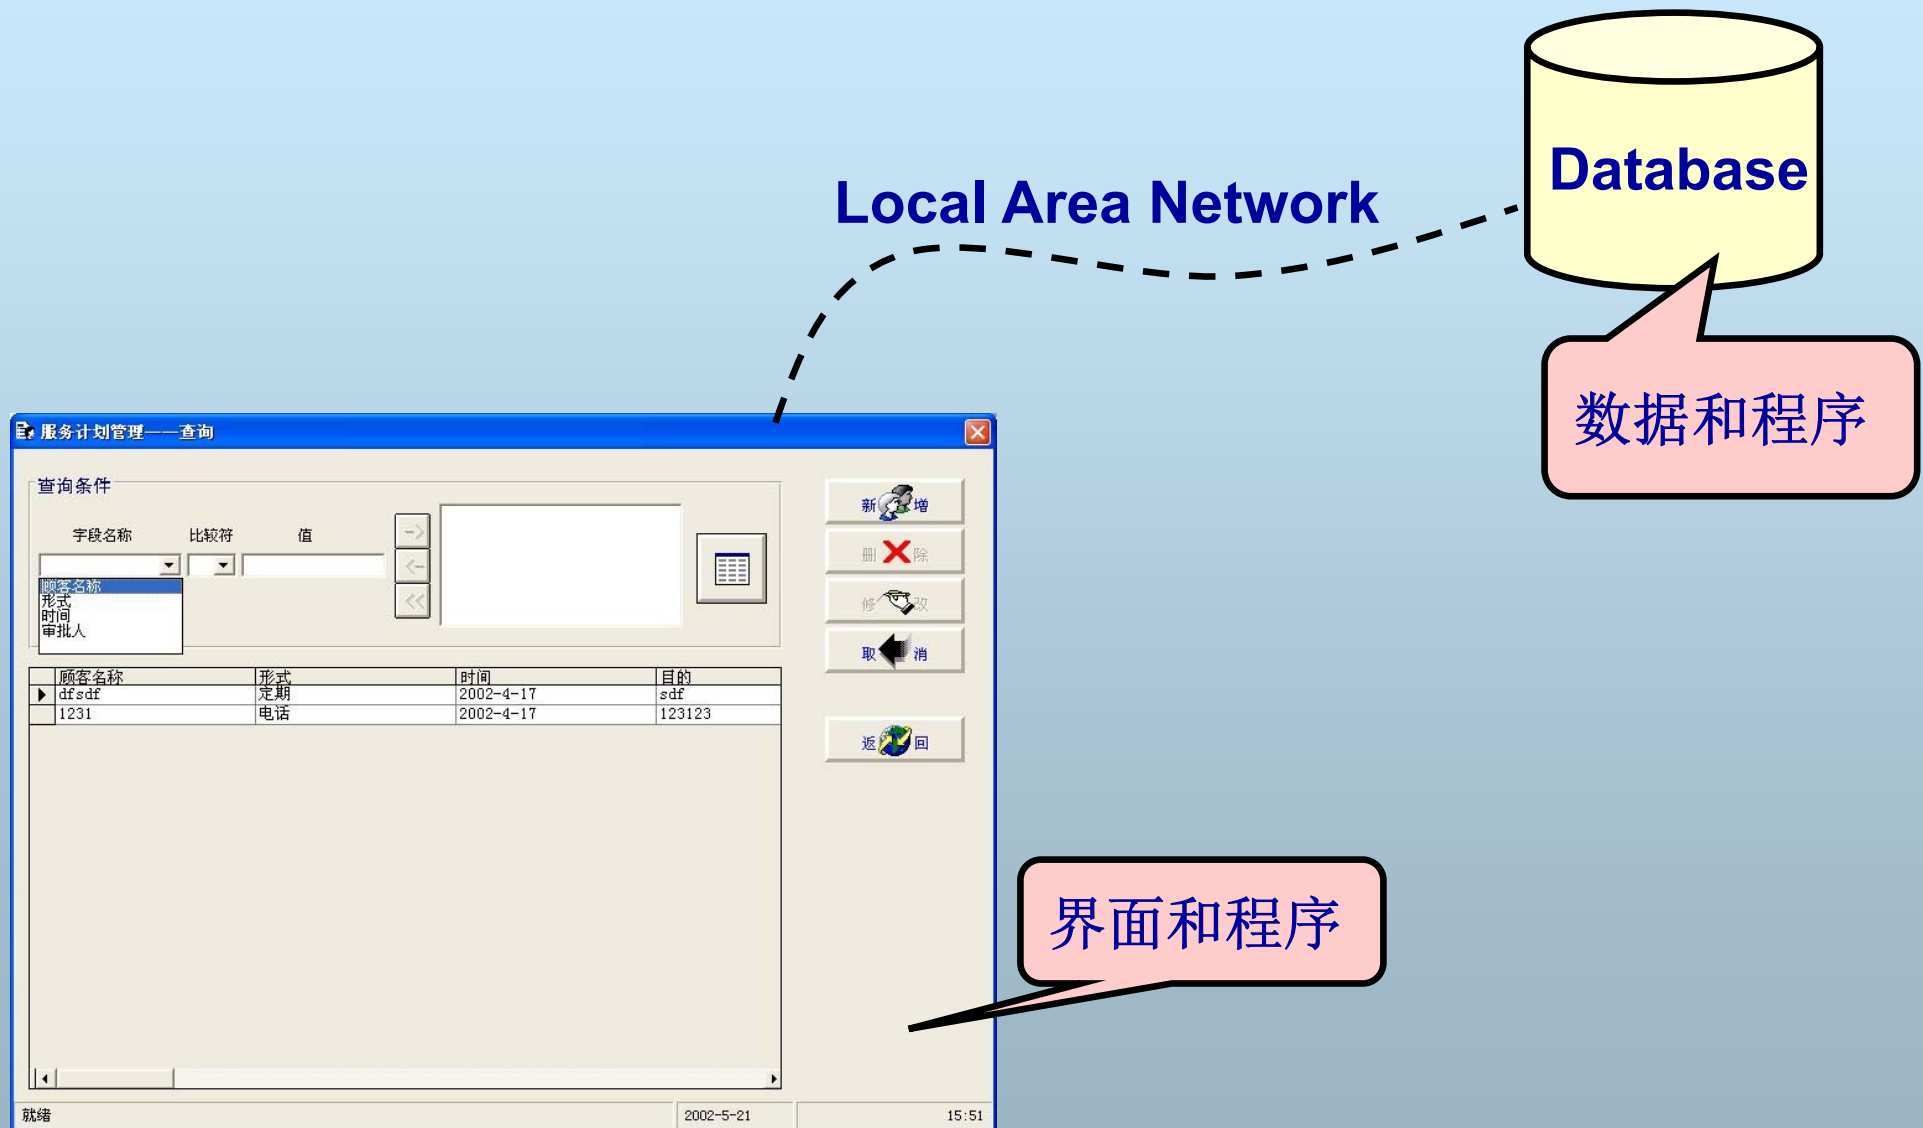 Database
Local Area Network
数据和程序
服务计划管理——查询
查询条件
字段名称 比较符 值
->
<-
<<
顾客名称
形式
时间
审批人
新增
删除
修改
取消
返回
顾客名称 形式 时间 目的
dfsdf 定期 2002-4-17 sdf
1231 电话 2002-4-17 123123
界面和程序
就绪 2002-5-21 15:51